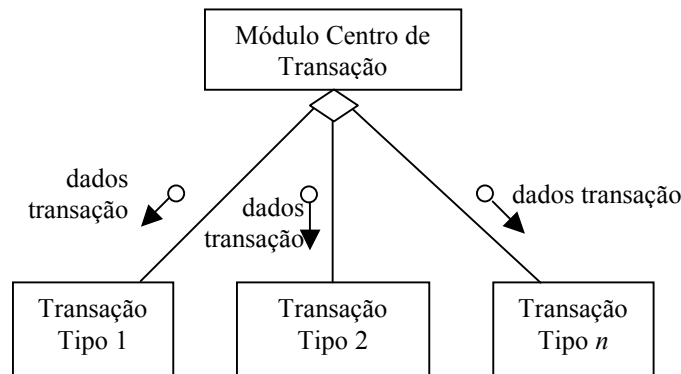 Módulo Centro de
Transação
dados
transação
dados
transação
dados transação
Transação
Tipo 1
Transação
Tipo 2
Transação
Tipo n